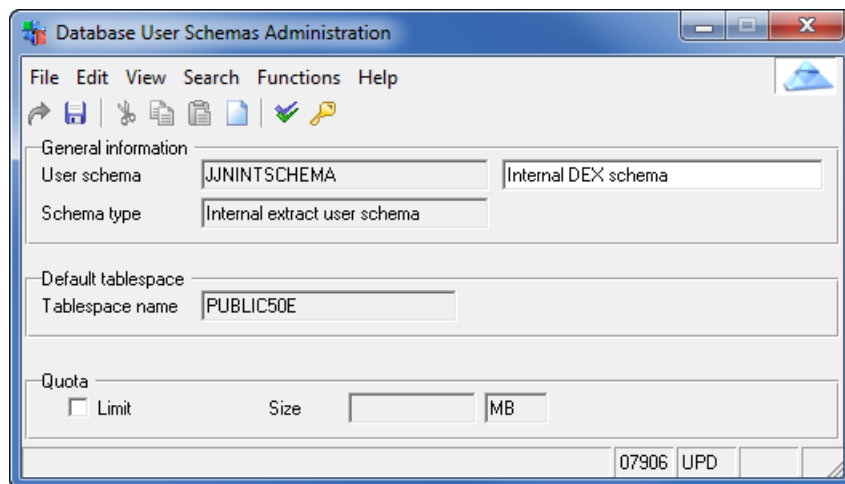 Database User Schemas Administration
File Edit View Search Functions Help
General information
User schema JJNINTSCHEMA Internal DEX schema
Schema type Internal extract user schema
Default tablespace
Tablespace name PUBLIC50E
Quota
Limit Size MB
07906 UPD